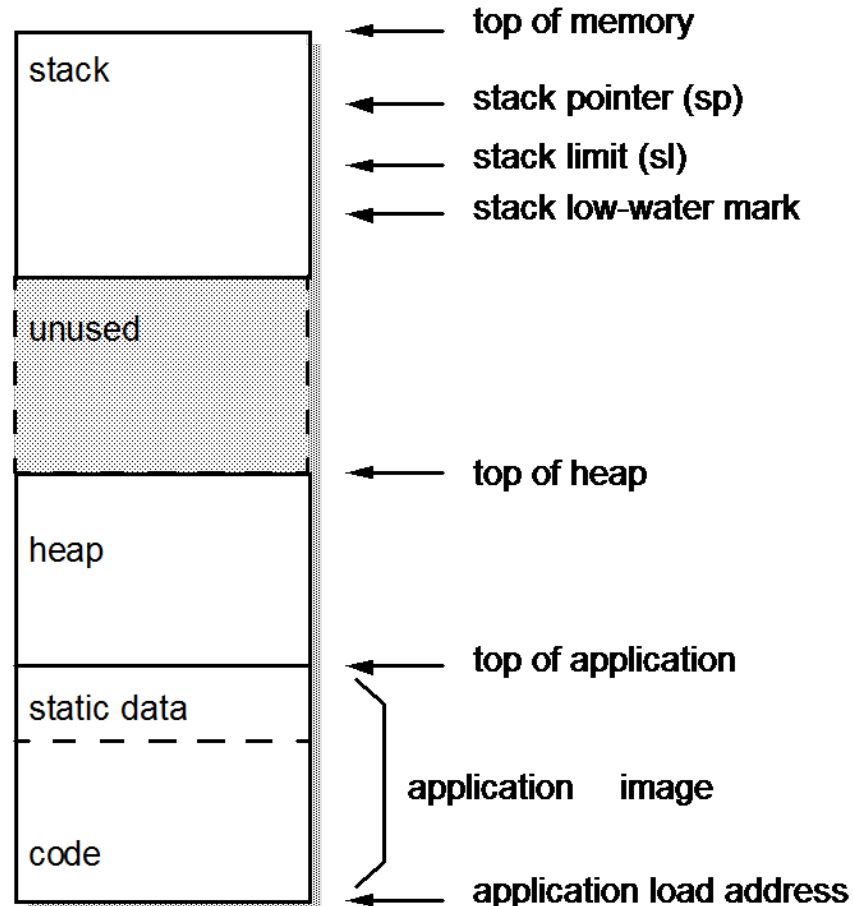 top of memory
stack
stack pointer (sp)
stack limit (sl)
stack low-water mark
unused
top of heap
heap
top of application
static data
application image
code
application load address